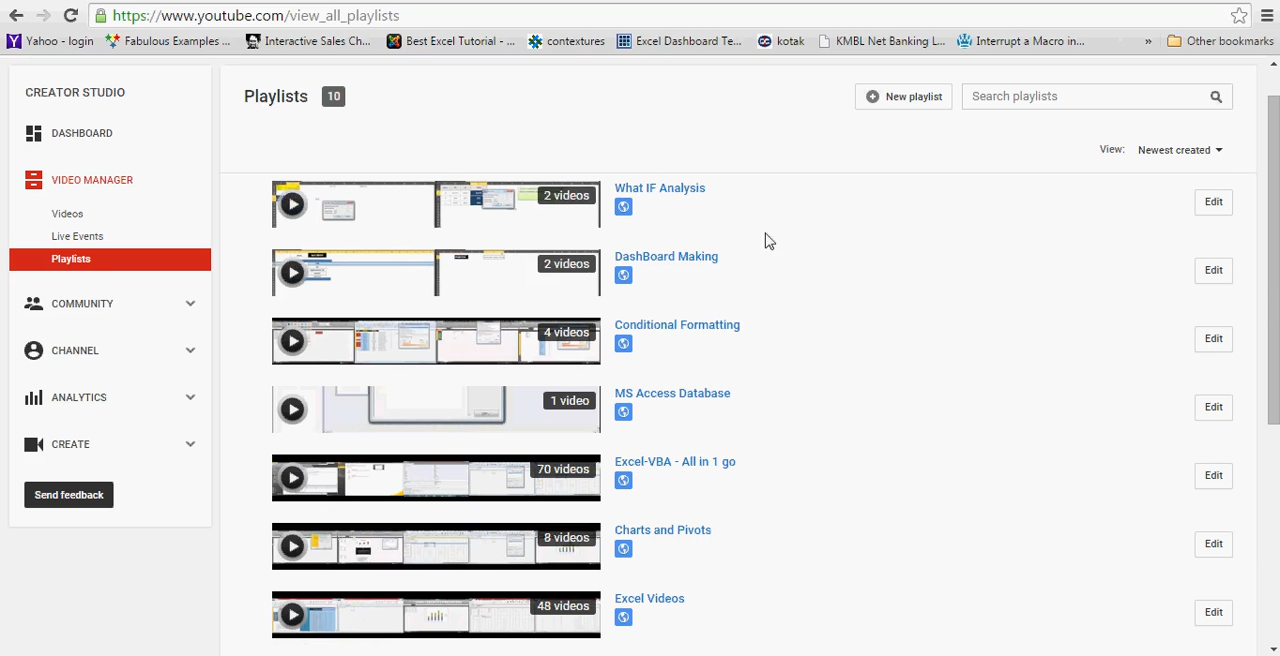 https://www.youtube.com/view_all_playlists
Yahoo - login Fabulous Examples ... Interactive Sales Ch... Best Excel Tutorial - ... contextures Excel Dashboard Te... kotak KMBL Net Banking L... Interrupt a Macro in... » Other bookmarks
CREATOR STUDIO
DASHBOARD
VIDEO MANAGER
Videos
Live Events
Playlists
COMMUNITY
CHANNEL
ANALYTICS
CREATE
Send feedback
Playlists 10
New playlist
Search playlists
View: Newest created
2 videos
What IF Analysis
Edit
2 videos
DashBoard Making
Edit
4 videos
Conditional Formatting
Edit
1 video
MS Access Database
Edit
70 videos
Excel-VBA - All in 1 go
Edit
8 videos
Charts and Pivots
Edit
48 videos
Excel Videos
Edit